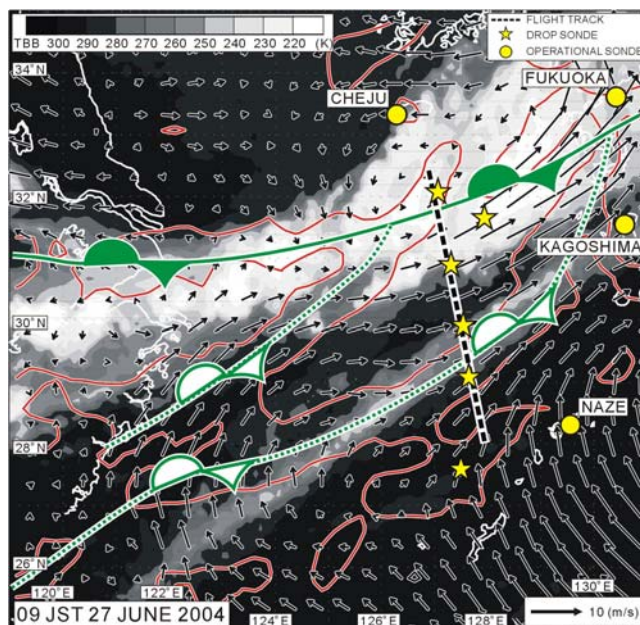 TBB 300 290 280 270 260 250 240 230 220 (K)
FLIGHT TRACK
DROP SONDE
OPERATIONAL SONDE
34°N
CHEJU
FUKUOKA
32°N
KAGOSHIMA
30°N
NAZE
28°N
26°N
120°E
122°E
124°E
126°E
128°E
130°E
09 JST 27 JUNE 2004
10 (m/s)